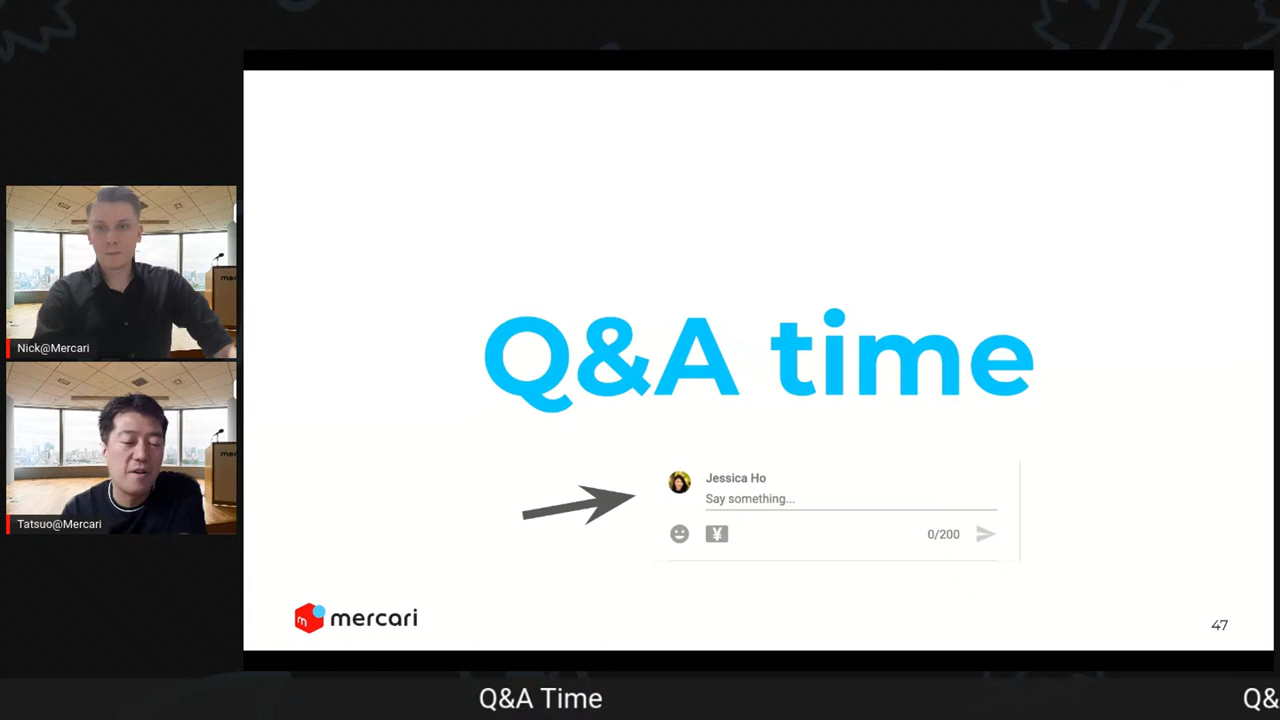 Q&A time
Jessica Ho
Say something...
0/200
mercari
47
Nick@Mercari
Tatsuo@Mercari
Q&A Time
Q&